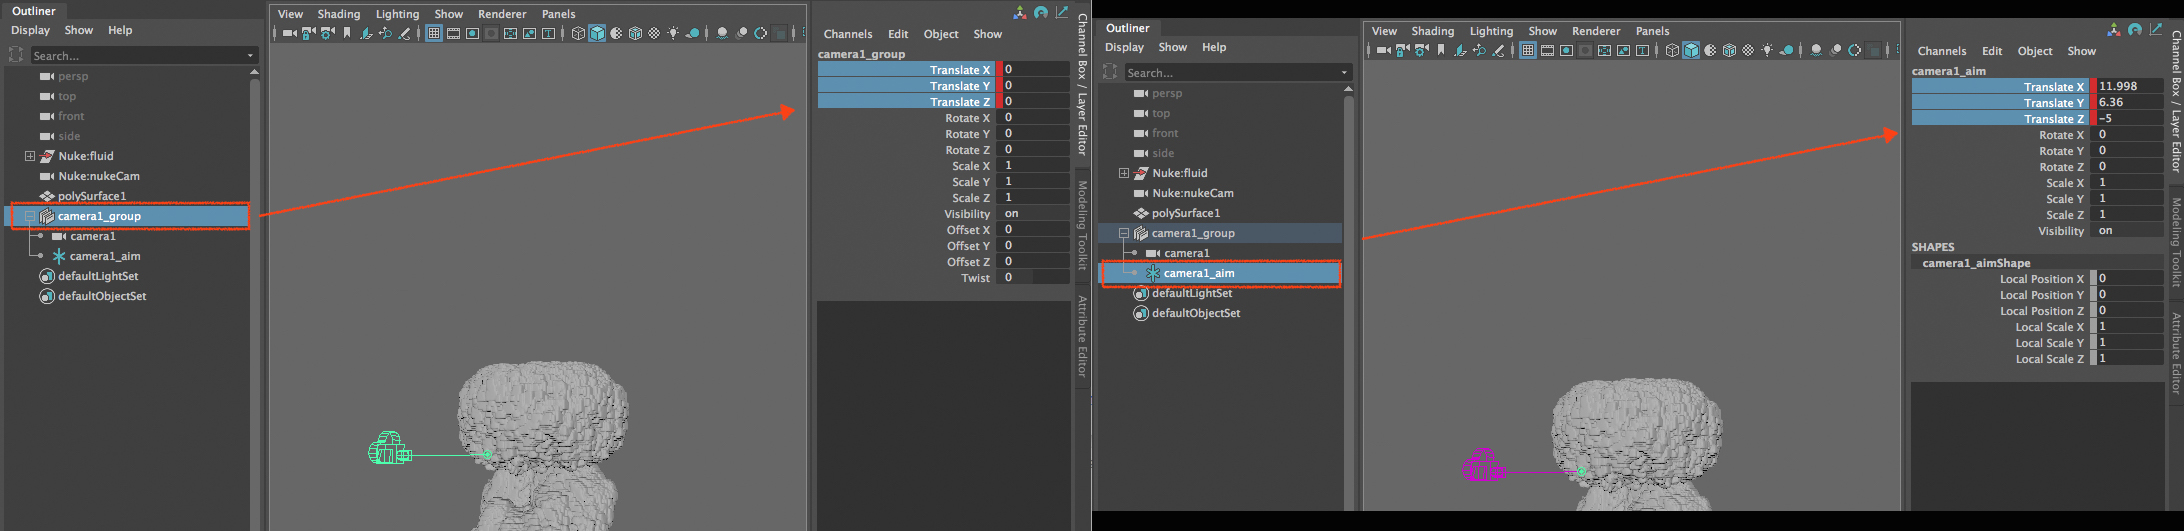 Outliner
Display Show Help
Search...
persp
top
front
side
Nuke:fluid
Nuke:nukeCam
polySurface1
camera1_group
camera1
camera1_aim
defaultLightSet
defaultObjectSet
View Shading Lighting Show Renderer Panels
Channels Edit Object Show
camera1_group
Translate X 0
Translate Y 0
Translate Z 0
Rotate X 0
Rotate Y 0
Rotate Z 0
Scale X 1
Scale Y 1
Scale Z 1
Visibility on
Offset X 0
Offset Y 0
Offset Z 0
Twist 0
Channel Box / Layer Editor
Modeling Toolkit
Attribute Editor
Outliner
Display Show Help
Search...
persp
top
front
side
Nuke:fluid
Nuke:nukeCam
polySurface1
camera1_group
camera1
camera1_aim
defaultLightSet
defaultObjectSet
View Shading Lighting Show Renderer Panels
Channels Edit Object Show
camera1_aim
Translate X 11.998
Translate Y 6.36
Translate Z -5
Rotate X 0
Rotate Y 0
Rotate Z 0
Scale X 1
Scale Y 1
Scale Z 1
Visibility on
SHAPES
camera1_aimShape
Local Position X 0
Local Position Y 0
Local Position Z 0
Local Scale X 1
Local Scale Y 1
Local Scale Z 1
Channel Box / Layer Editor
Modeling Toolkit
Attribute Editor